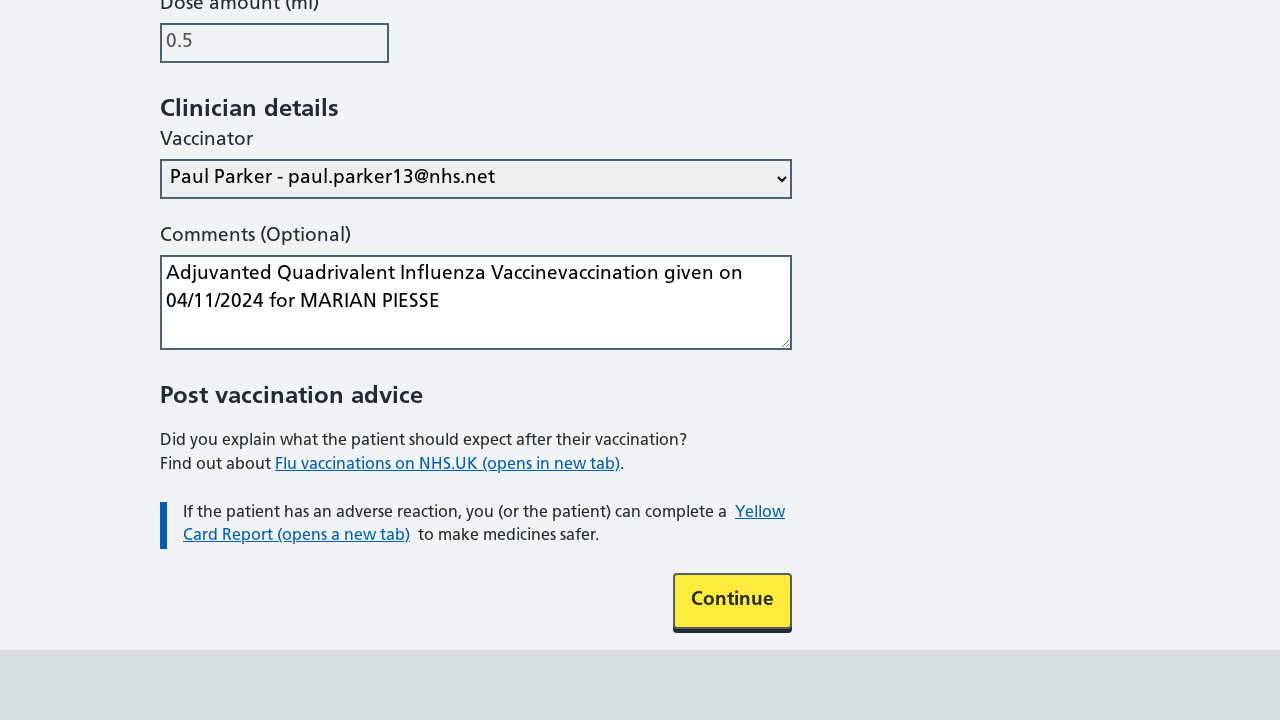 Dose amount (ml)
0.5
Clinician details
Vaccinator
Paul Parker - paul.parker13@nhs.net
Comments (Optional)
Adjuvanted Quadrivalent Influenza Vaccinevaccination given on
04/11/2024 for MARIAN PIESSE
Post vaccination advice
Did you explain what the patient should expect after their vaccination?
Find out about Flu vaccinations on NHS.UK (opens in new tab).
If the patient has an adverse reaction, you (or the patient) can complete a Yellow
Card Report (opens a new tab) to make medicines safer.
Continue